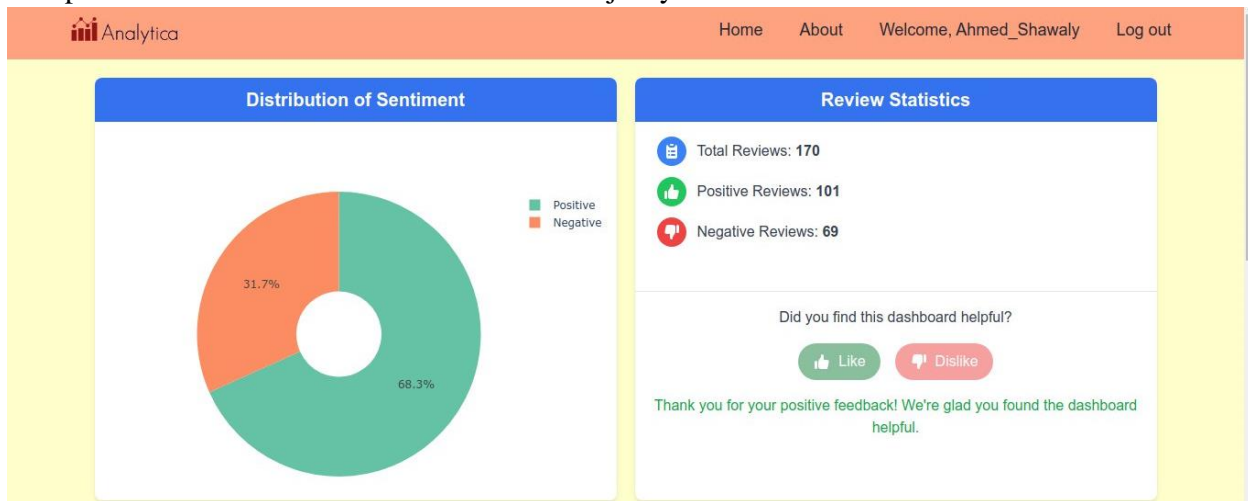 Analytica
Home About Welcome, Ahmed_Shawaly Log out
Distribution of Sentiment
Positive
Negative
31.7%
68.3%
Review Statistics
Total Reviews: 170
Positive Reviews: 101
Negative Reviews: 69
Did you find this dashboard helpful?
Like
Dislike
Thank you for your positive feedback! We're glad you found the dashboard
helpful.